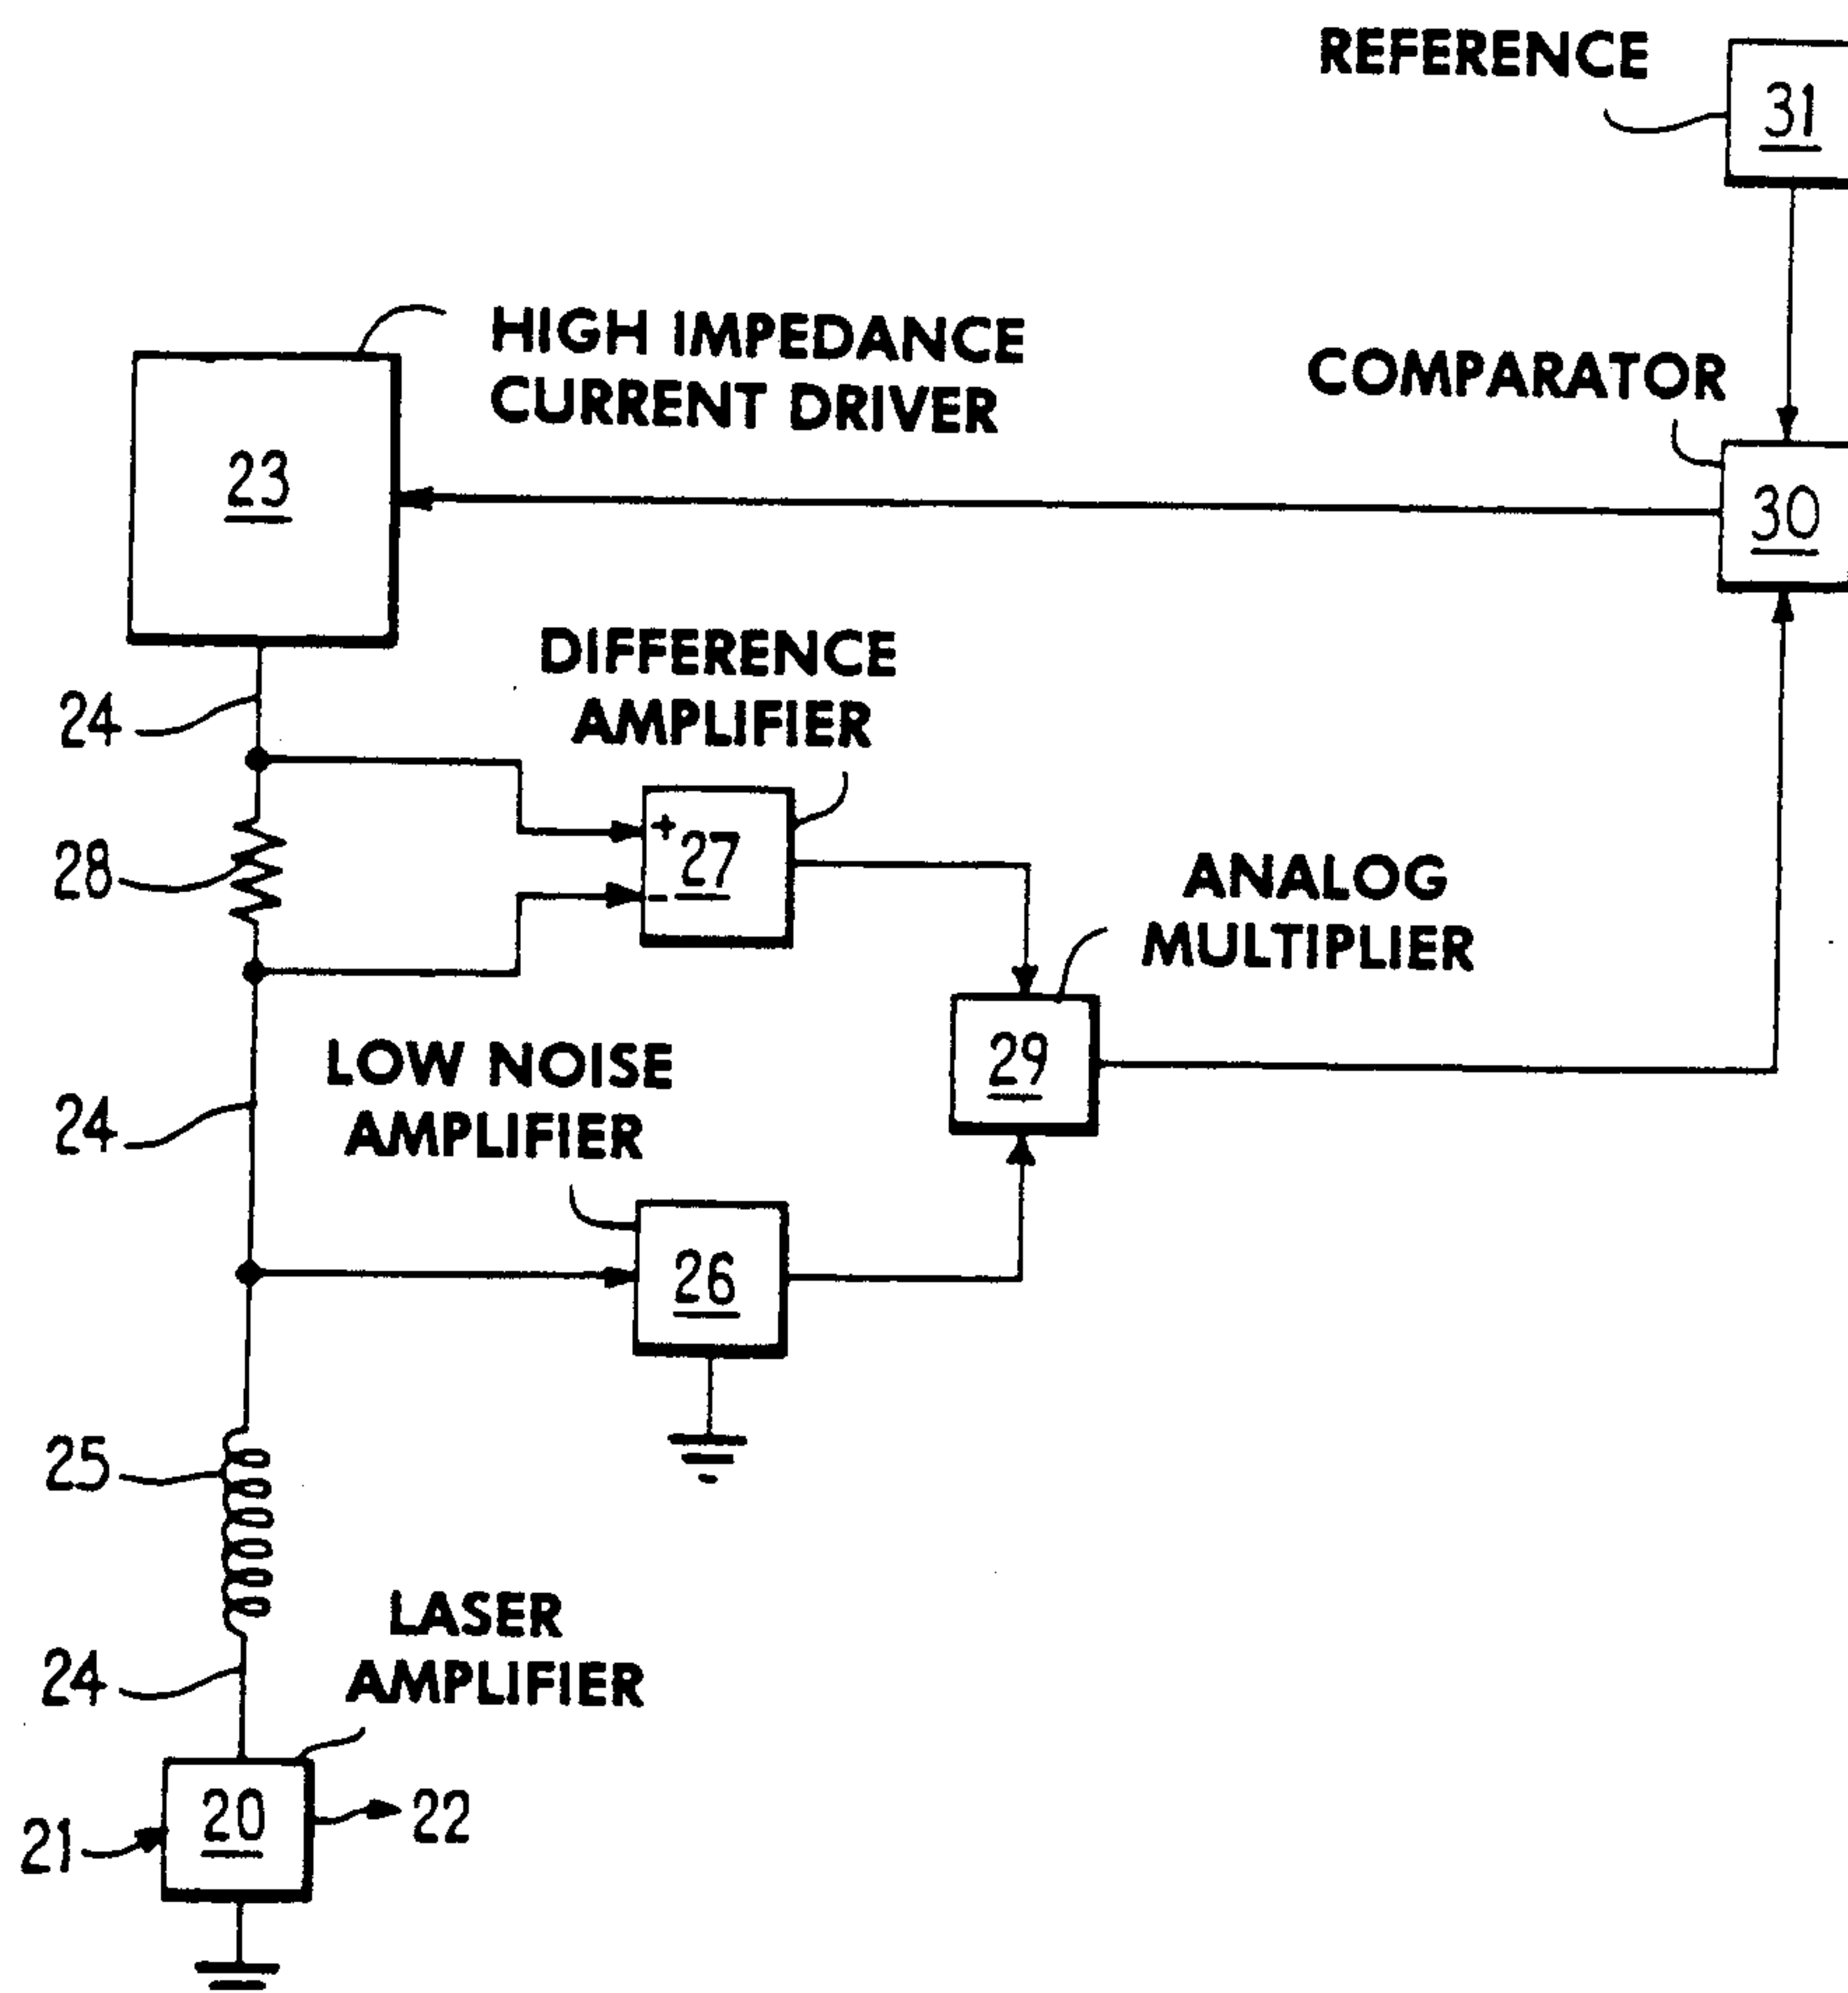 REFERENCE
31
HIGH IMPEDANCE
CURRENT DRIVER
COMPARATOR
23
30
DIFFERENCE
AMPLIFIER
24
+
27
-
28
ANALOG
MULTIPLIER
29
LOW NOISE
AMPLIFIER
24
26
25
LASER
AMPLIFIER
24
20
21
22